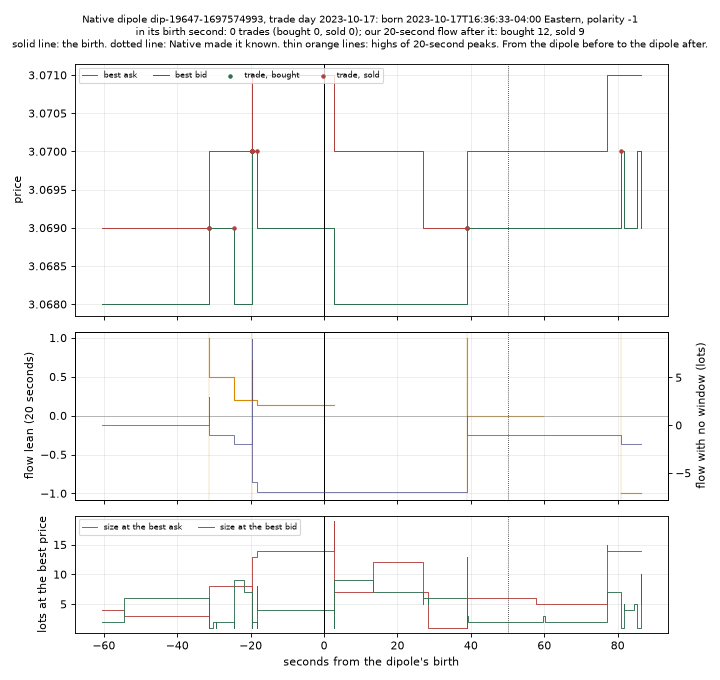 Native dipole dip-19647-1697574993, trade day 2023-10-17: born 2023-10-17T16:36:33-04:00 Eastern, polarity -1
in its birth second: 0 trades (bought 0, sold 0); our 20-second flow after it: bought 12, sold 9
solid line: the birth. dotted line: Native made it known. thin orange lines: highs of 20-second peaks. From the dipole before to the dipole after.
best ask best bid trade, bought trade, sold
3.0710
3.0705
3.0700
3.0695
3.0690
3.0685
3.0680
price
1.0
0.5
0.0
−0.5
−1.0
flow lean (20 seconds)
5
0
−5
flow with no window (lots)
size at the best ask size at the best bid
15
10
5
lots at the best price
−60 −40 −20 0 20 40 60 80
seconds from the dipole's birth